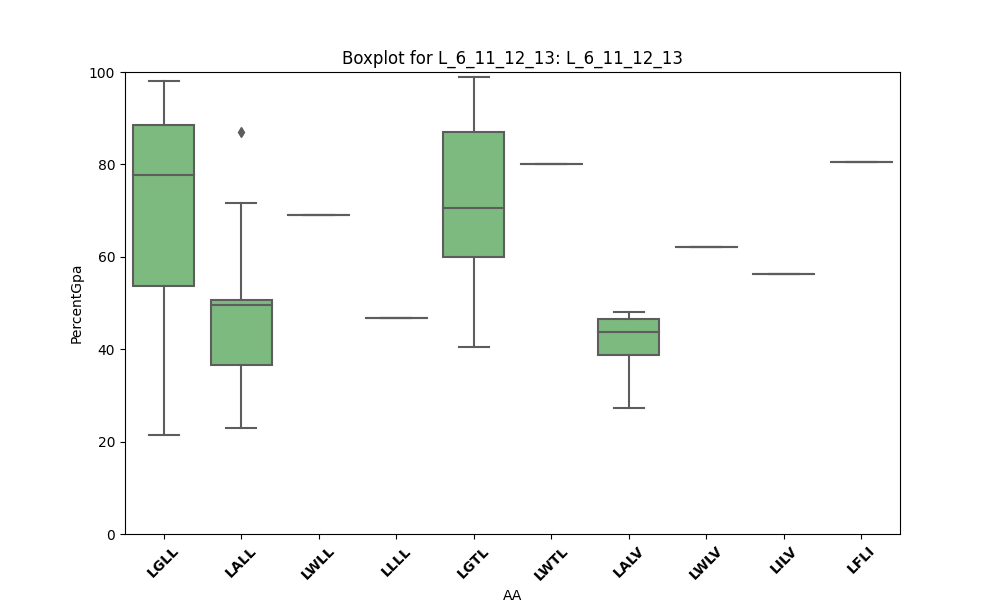 Boxplot for L_6_11_12_13: L_6_11_12_13
100
80
60
40
20
0
PercentGpa
LGLL
LALL
LWLL
LLLL
LGTL
LWTL
LALV
LWLV
LILV
LFLI
AA